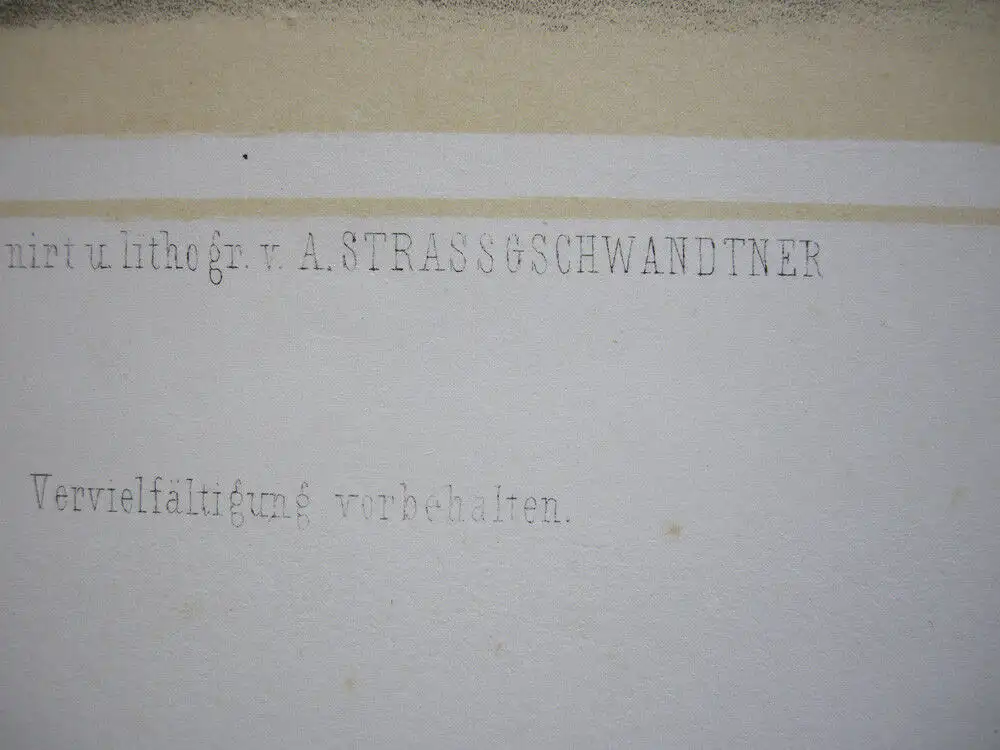 nirt u. lithogr. v. A. STRASSGSCHWANDTNER
Vervielfältigung vorbehalten.